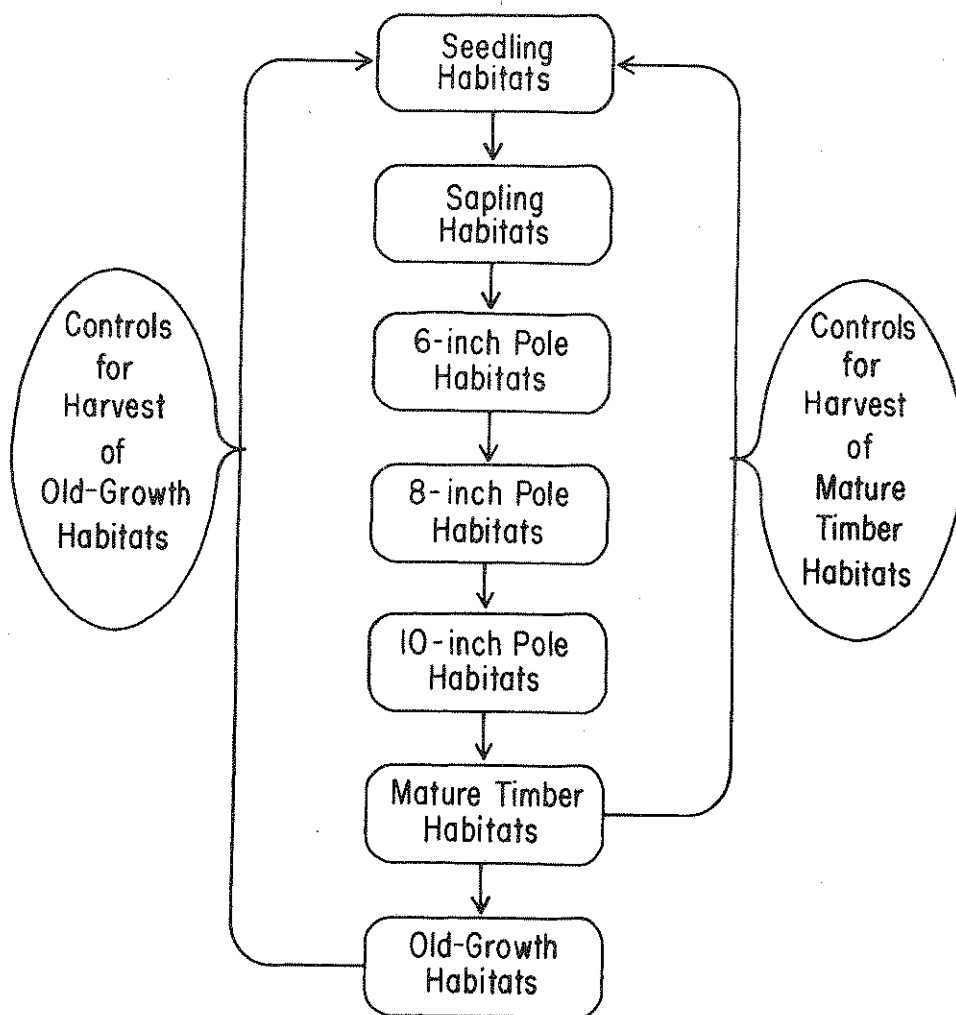 Seedling
Habitats
Sapling
Habitats
6-inch Pole
Habitats
8-inch Pole
Habitats
10-inch Pole
Habitats
Mature Timber
Habitats
Old-Growth
Habitats
Controls
for
Harvest
of
Old-Growth
Habitats
Controls
for
Harvest
of
Mature
Timber
Habitats